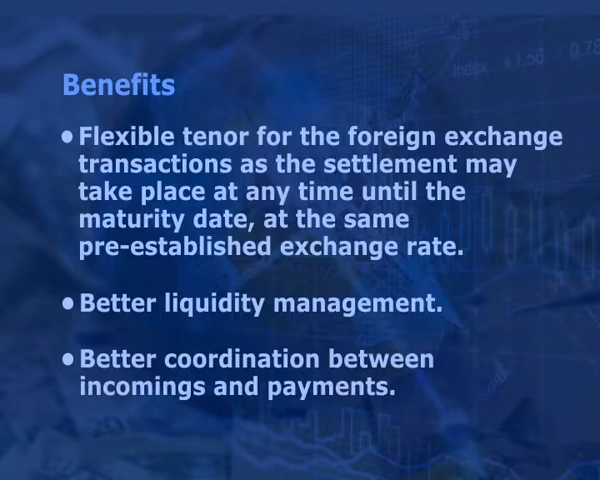 Benefits
• Flexible tenor for the foreign exchange
transactions as the settlement may
take place at any time until the
maturity date, at the same
pre-established exchange rate.
• Better liquidity management.
• Better coordination between
incomings and payments.